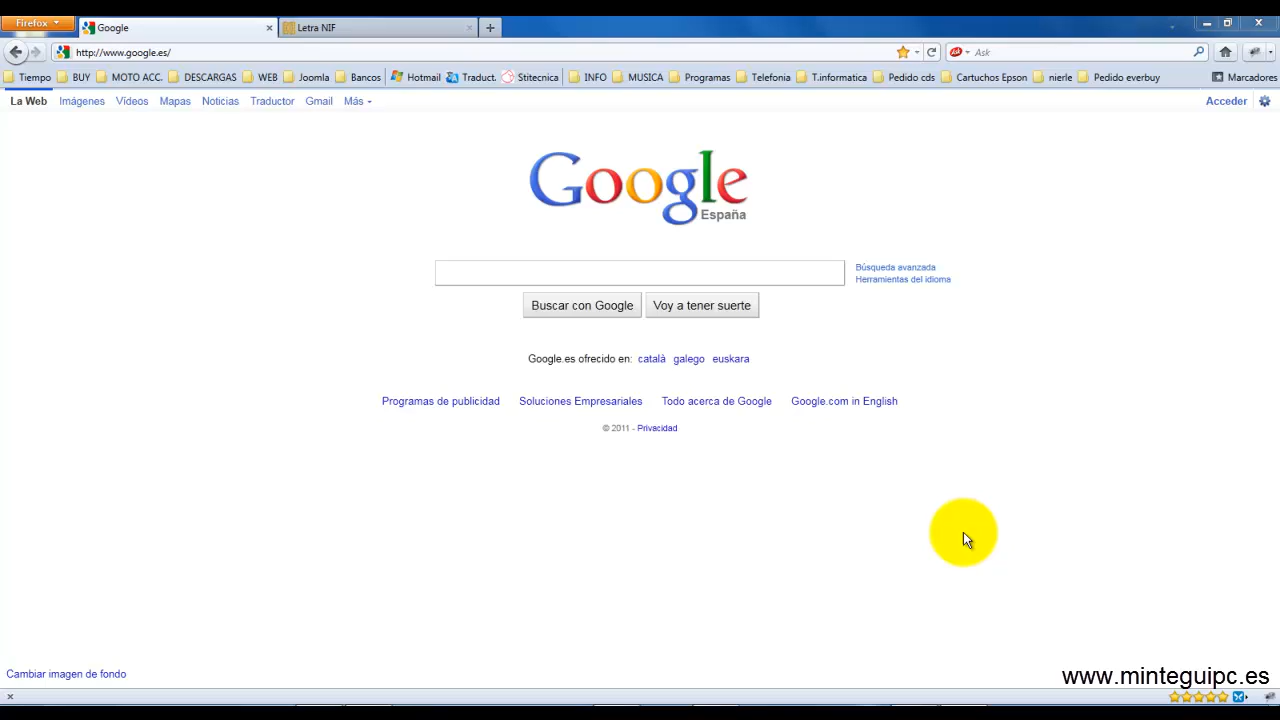 Firefox
Google
Letra NIF
http://www.google.es/
Ask
Tiempo BUY MOTO ACC. DESCARGAS WEB Joomla Bancos Hotmail Traduct. Stitecnica INFO MUSICA Programas Telefonia T.informatica Pedido cds Cartuchos Epson nierle Pedido everbuy Marcadores
La Web Imágenes Vídeos Mapas Noticias Traductor Gmail Más Acceder
Google
España
Búsqueda avanzada
Herramientas del idioma
Buscar con Google Voy a tener suerte
Google.es ofrecido en: català galego euskara
Programas de publicidad Soluciones Empresariales Todo acerca de Google Google.com in English
© 2011 - Privacidad
Cambiar imagen de fondo
www.minteguipc.es